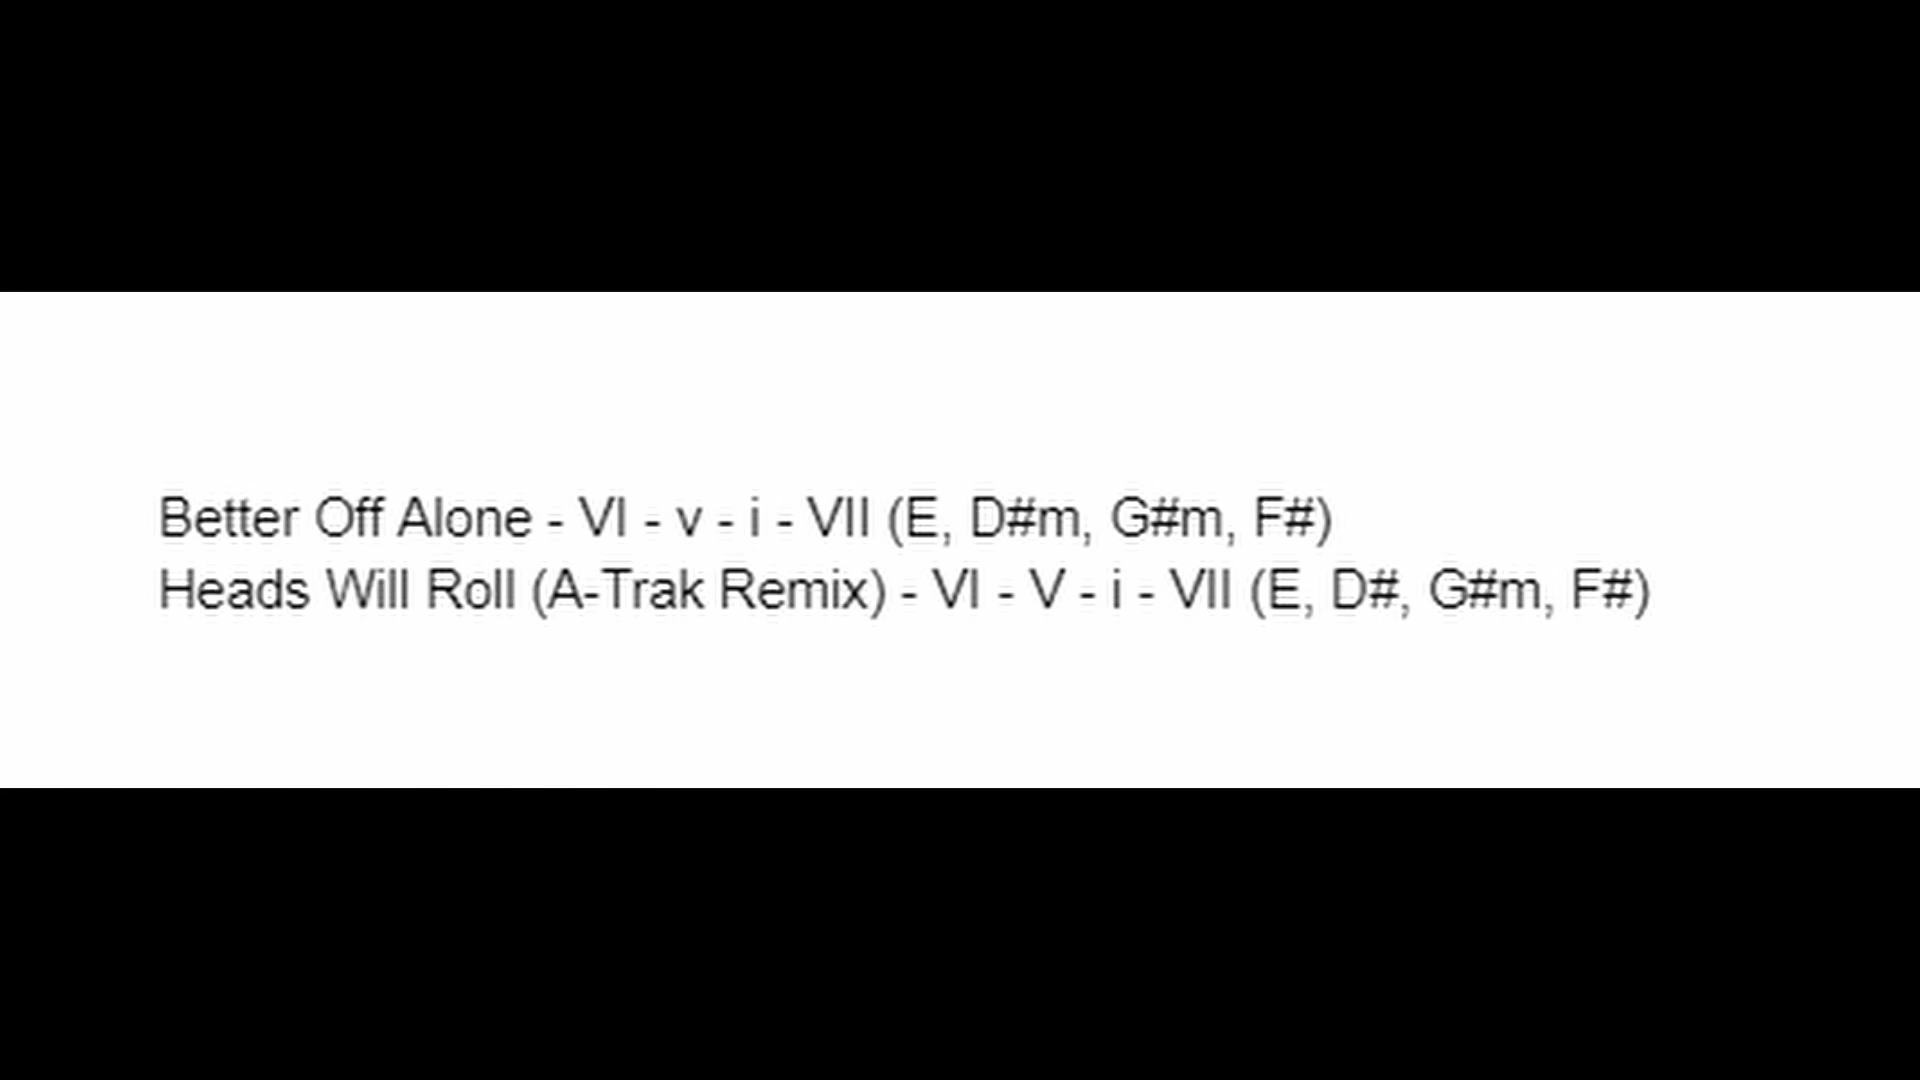 Better Off Alone - VI - v - i - VII (E, D#m, G#m, F#)
Heads Will Roll (A-Trak Remix) - VI - V - i - VII (E, D#, G#m, F#)